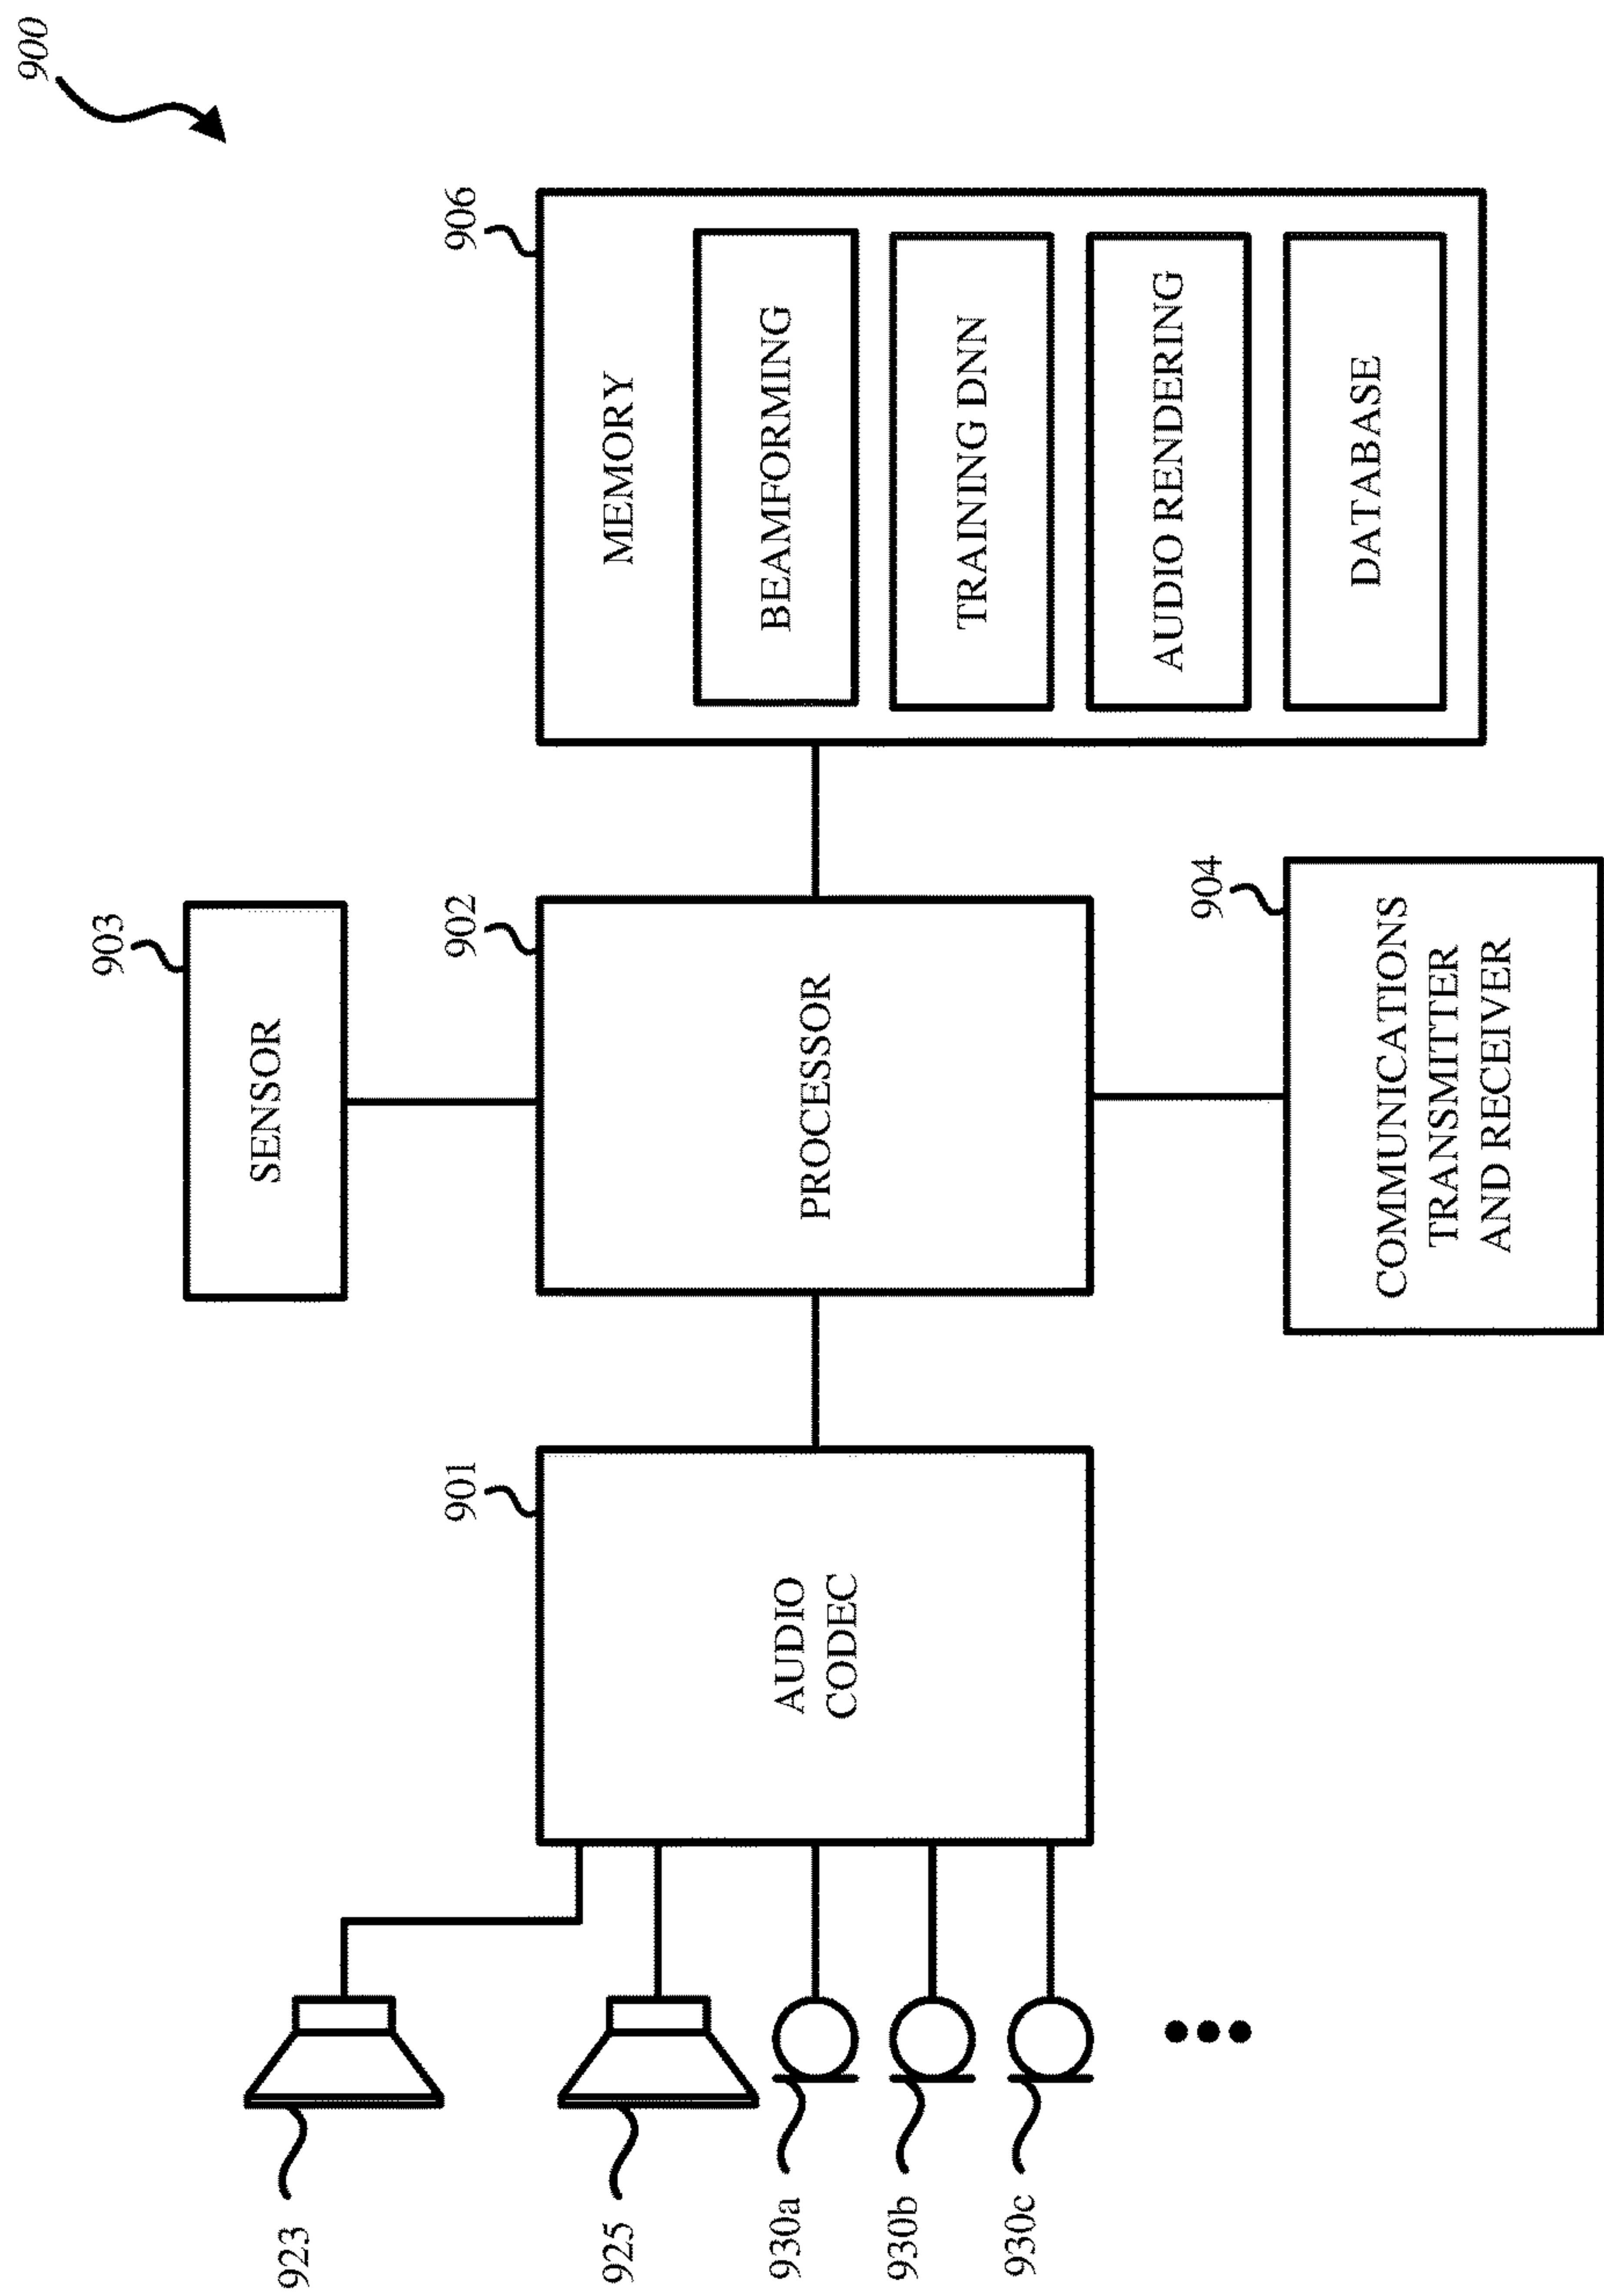 900
923
925
930a
930b
930c
901
AUDIO
CODEC
903
SENSOR
902
PROCESSOR
904
COMMUNICATIONS
TRANSMITTER
AND RECEIVER
906
MEMORY
BEAMFORMING
TRAINING DNN
AUDIO RENDERING
DATABASE